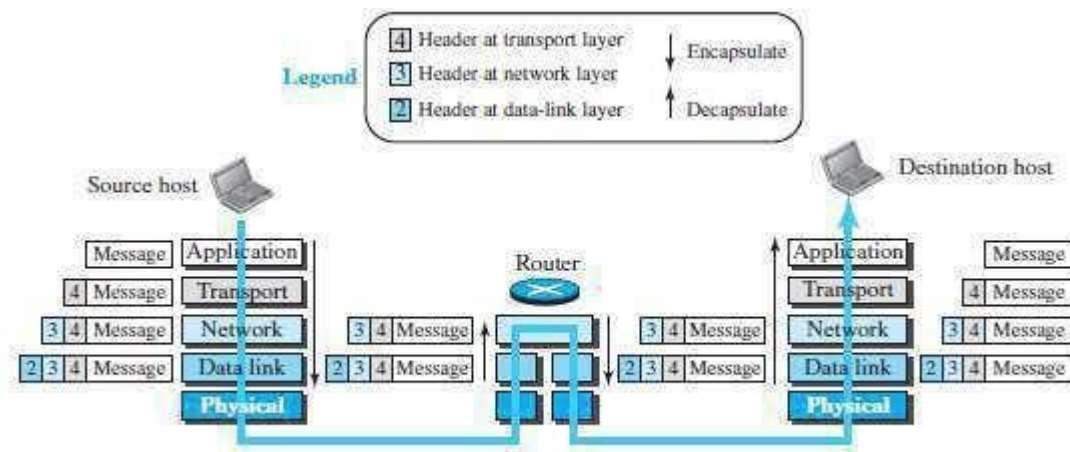 Legend
4 Header at transport layer
3 Header at network layer
2 Header at data-link layer
Encapsulate
Decapsulate
Source host
Destination host
Router
Message
Application
4 Message
Transport
3 4 Message
Network
2 3 4 Message
Data link
Physical
3 4 Message
2 3 4 Message
3 4 Message
2 3 4 Message
Application
Message
Transport
4 Message
Network
3 4 Message
Data link
2 3 4 Message
Physical